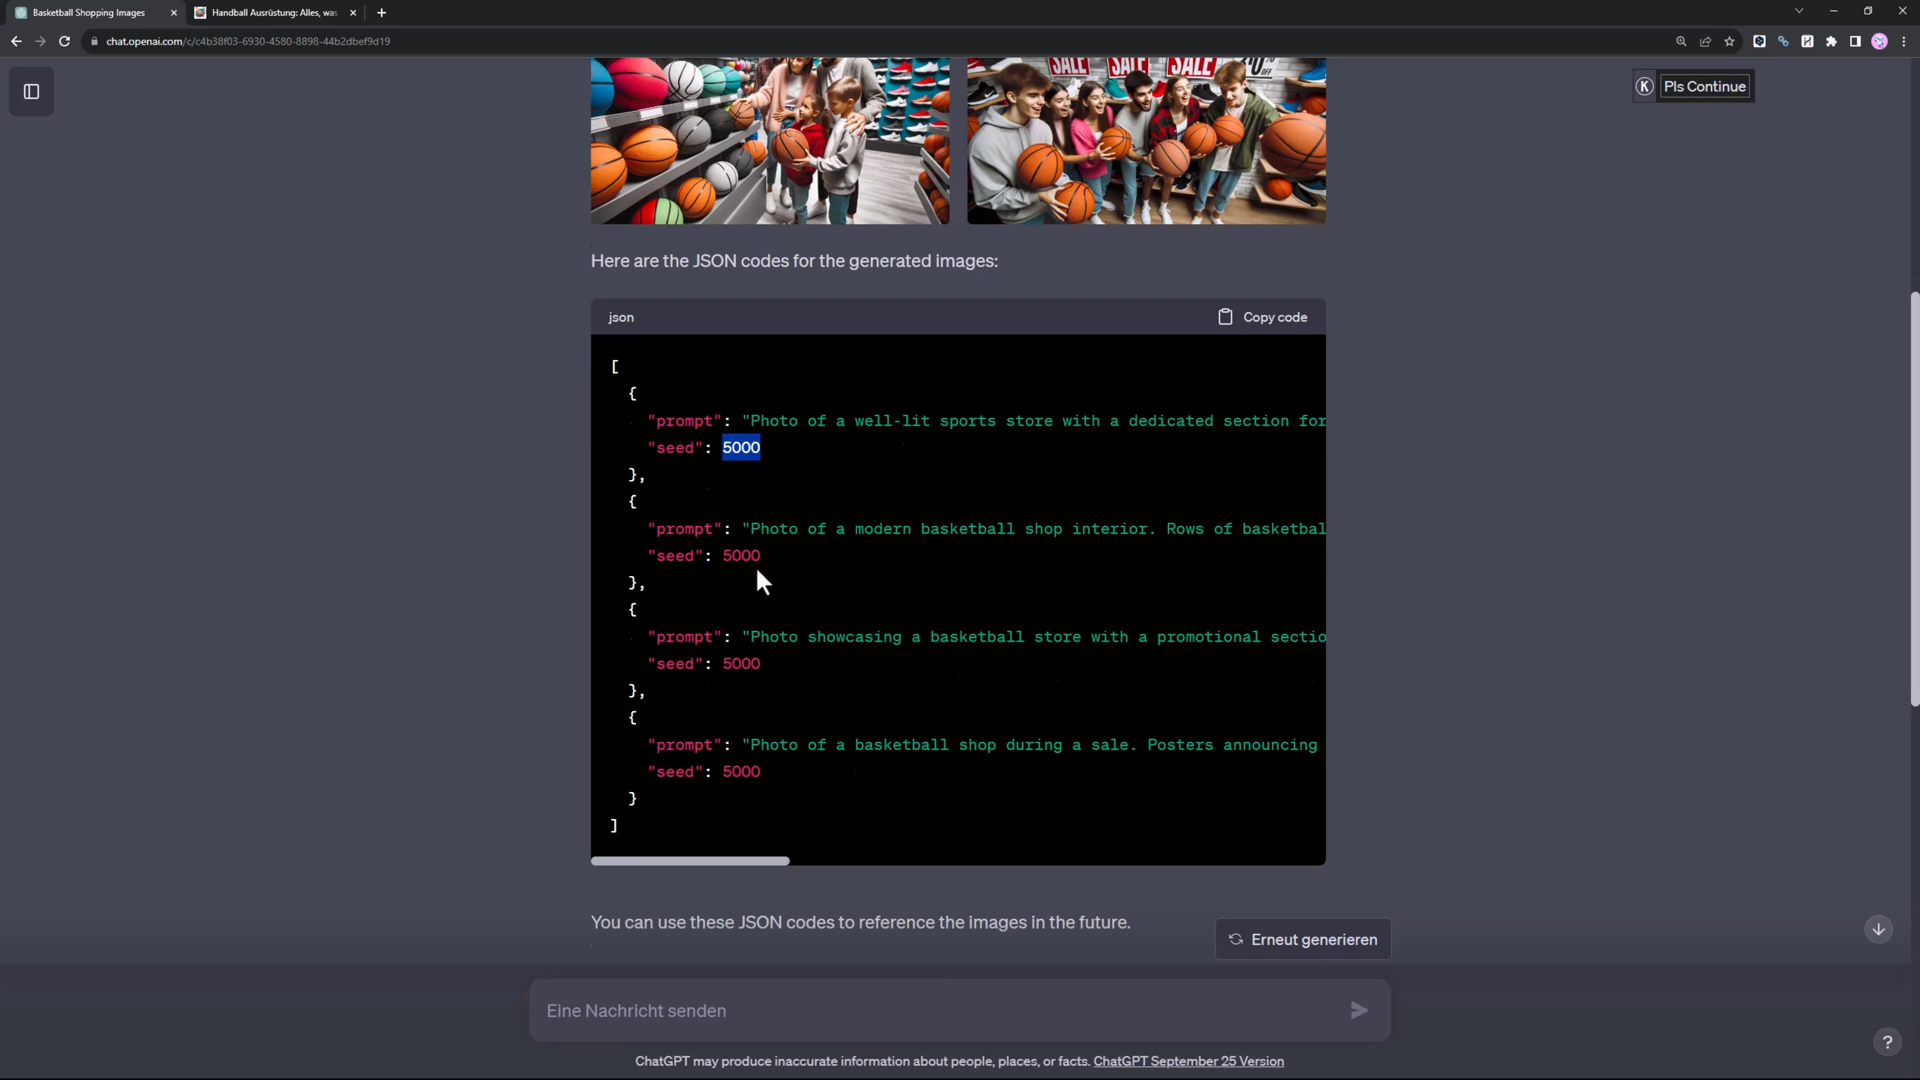 Basketball Shopping Images
Handball Ausrüstung: Alles, was
chat.openai.com/c/c4b38f03-6930-4580-8898-44b2dbef9d19
K Pls Continue
SALE SALE SALE
OFF
Here are the JSON codes for the generated images:
json
Copy code
[
{
"prompt": "Photo of a well-lit sports store with a dedicated section for
"seed": 5000
},
{
"prompt": "Photo of a modern basketball shop interior. Rows of basketbal
"seed": 5000
},
{
"prompt": "Photo showcasing a basketball store with a promotional sectio
"seed": 5000
},
{
"prompt": "Photo of a basketball shop during a sale. Posters announcing
"seed": 5000
}
]
You can use these JSON codes to reference the images in the future.
Erneut generieren
Eine Nachricht senden
ChatGPT may produce inaccurate information about people, places, or facts. ChatGPT September 25 Version
?